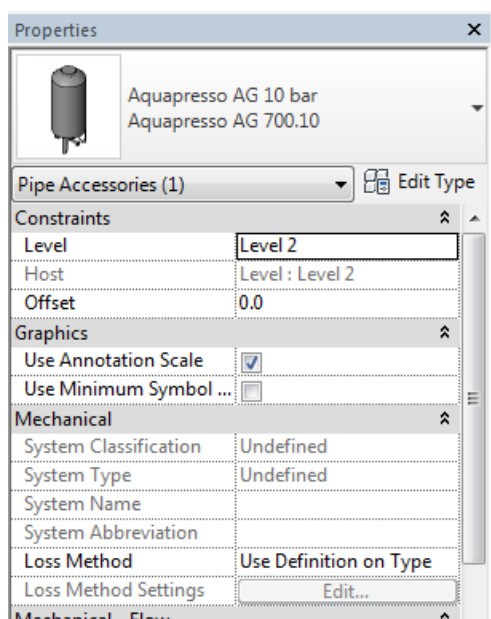 Properties
Aquapresso AG 10 bar
Aquapresso AG 700.10
Pipe Accessories (1)
Edit Type
Constraints
Level Level 2
Host Level : Level 2
Offset 0.0
Graphics
Use Annotation Scale
Use Minimum Symbol ...
Mechanical
System Classification Undefined
System Type Undefined
System Name
System Abbreviation
Loss Method Use Definition on Type
Loss Method Settings Edit...
Mechanical - Flow